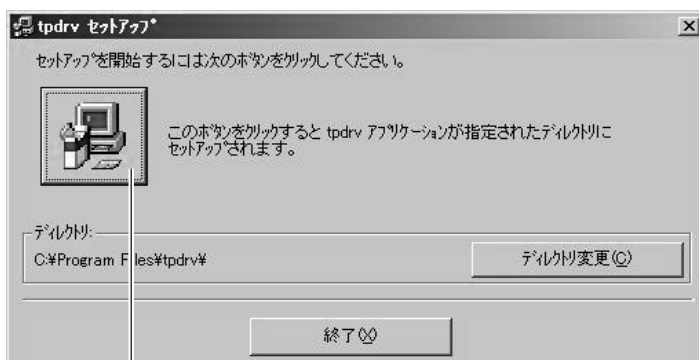 tpdrv ｾｯﾄｱｯﾌﾟ
ｾｯﾄｱｯﾌﾟを開始するには次のﾎﾞﾀﾝをｸﾘｯｸしてください。
このﾎﾞﾀﾝをｸﾘｯｸすると tpdrv ｱﾌﾟﾘｹｰｼｮﾝが指定されたﾃﾞｨﾚｸﾄﾘに
ｾｯﾄｱｯﾌﾟされます。
ﾃﾞｨﾚｸﾄﾘ:
C:¥Program Files¥tpdrv¥
ﾃﾞｨﾚｸﾄﾘ変更(C)
終了(X)